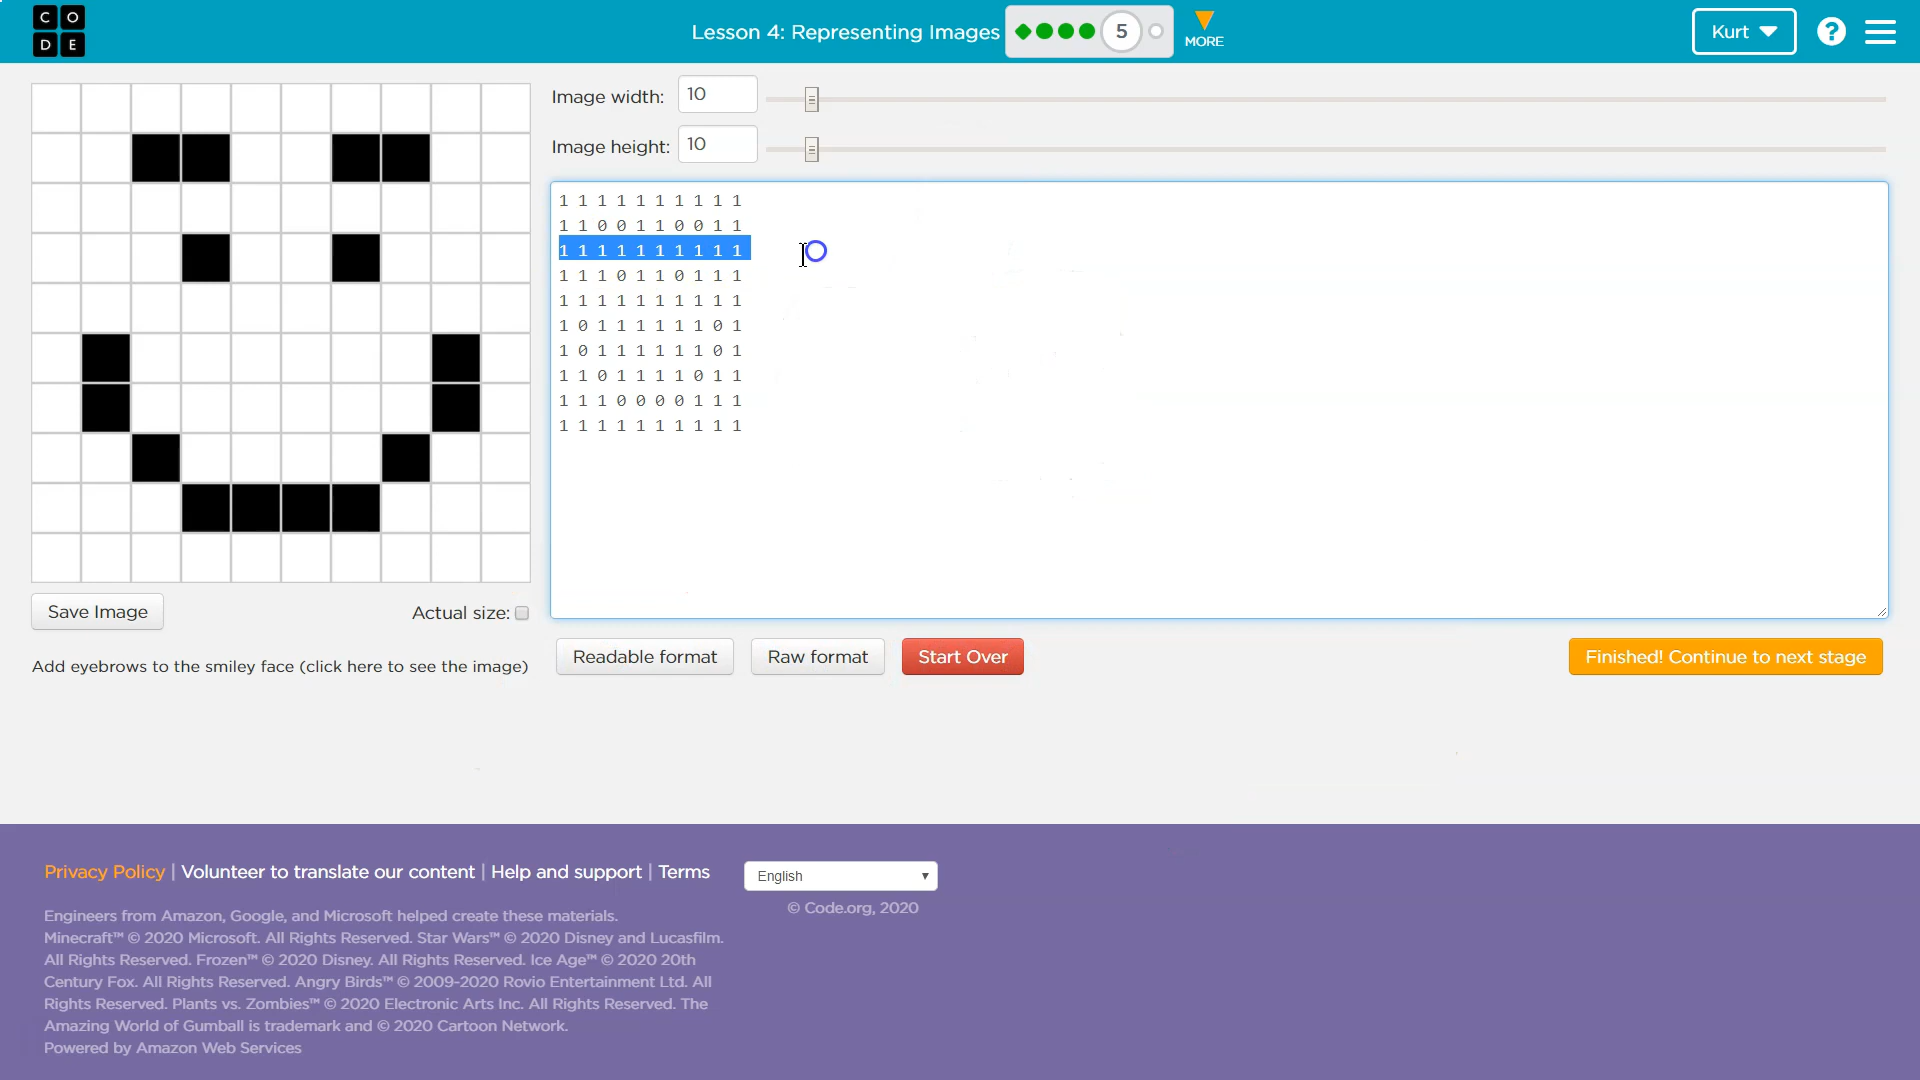 C O
D E
Lesson 4: Representing Images
5
MORE
Kurt
?
Image width: 10
Image height: 10
1 1 1 1 1 1 1 1 1 1
1 1 0 0 1 1 0 0 1 1
1 1 1 1 1 1 1 1 1 1
1 1 1 0 1 1 0 1 1 1
1 1 1 1 1 1 1 1 1 1
1 0 1 1 1 1 1 1 0 1
1 0 1 1 1 1 1 1 0 1
1 1 0 1 1 1 1 0 1 1
1 1 1 0 0 0 0 1 1 1
1 1 1 1 1 1 1 1 1 1
Save Image
Actual size:
Add eyebrows to the smiley face (click here to see the image)
Readable format
Raw format
Start Over
Finished! Continue to next stage
Privacy Policy | Volunteer to translate our content | Help and support | Terms
English
© Code.org, 2020
Engineers from Amazon, Google, and Microsoft helped create these materials.
Minecraft™ © 2020 Microsoft. All Rights Reserved. Star Wars™ © 2020 Disney and Lucasfilm.
All Rights Reserved. Frozen™ © 2020 Disney. All Rights Reserved. Ice Age™ © 2020 20th
Century Fox. All Rights Reserved. Angry Birds™ © 2009-2020 Rovio Entertainment Ltd. All
Rights Reserved. Plants vs. Zombies™ © 2020 Electronic Arts Inc. All Rights Reserved. The
Amazing World of Gumball is trademark and © 2020 Cartoon Network.
Powered by Amazon Web Services